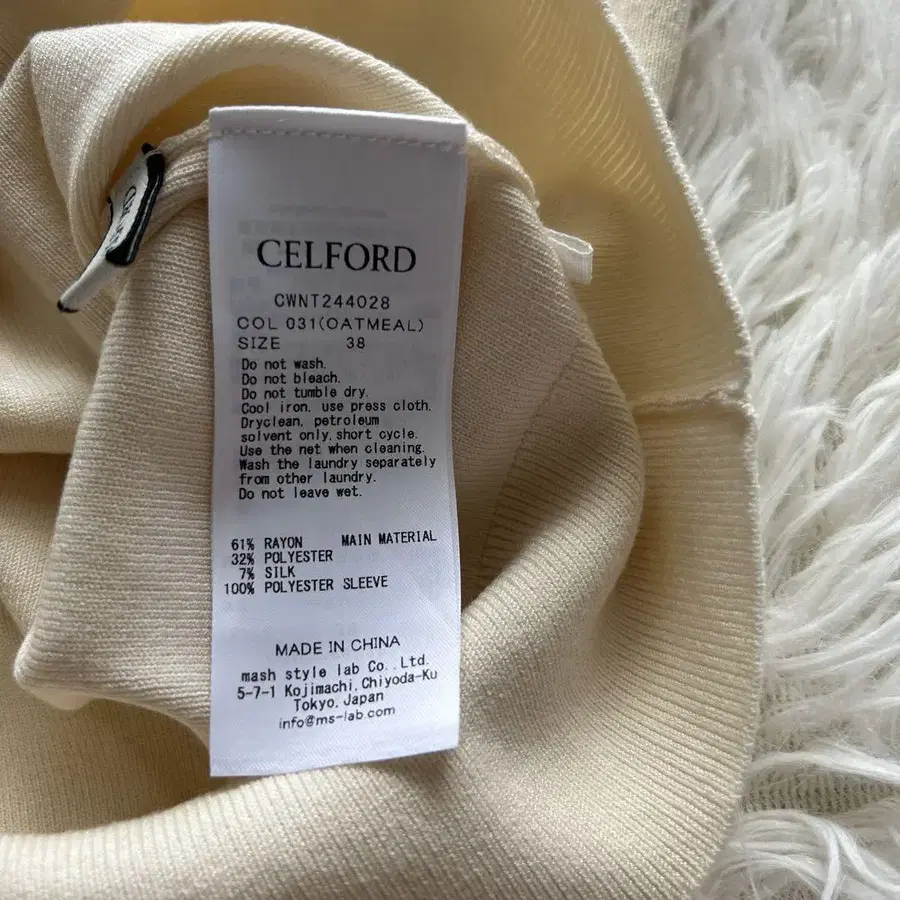 CELFORD
CWNT244028
COL 031(OATMEAL)
SIZE 38
Do not wash.
Do not bleach.
Do not tumble dry.
Cool iron, use press cloth.
Dryclean, petroleum
solvent only,short cycle.
Use the net when cleaning.
Wash the laundry separately
from other laundry.
Do not leave wet.
61% RAYON MAIN MATERIAL
32% POLYESTER
7% SILK
100% POLYESTER SLEEVE
MADE IN CHINA
mash style lab Co.,Ltd.
5-7-1 Kojimachi,Chiyoda-Ku
Tokyo,Japan
info@ms-lab.com